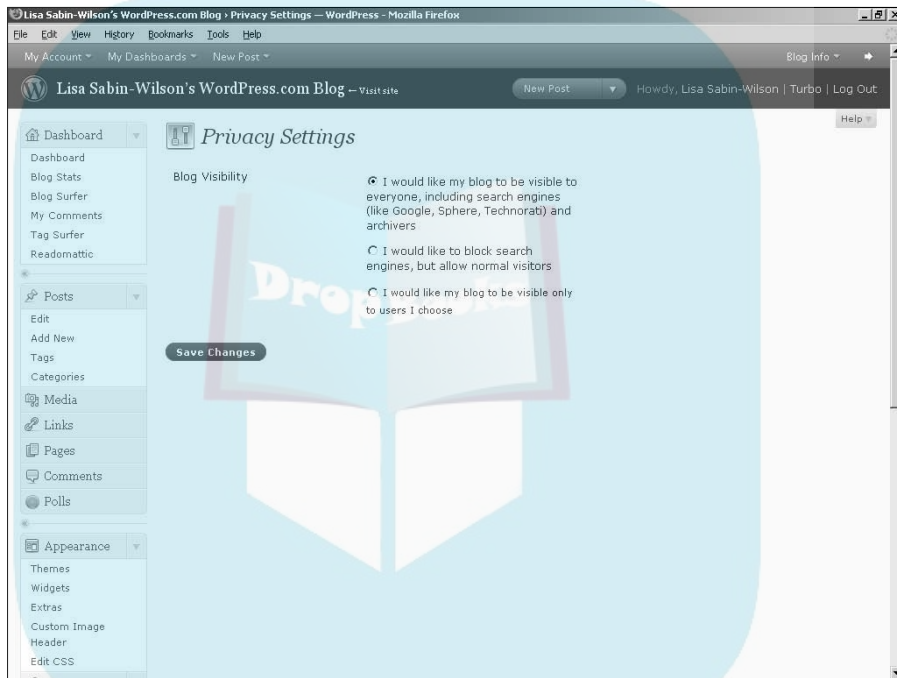 Lisa Sabin-Wilson's WordPress.com Blog › Privacy Settings — WordPress - Mozilla Firefox
File Edit View History Bookmarks Tools Help
My Account My Dashboards New Post Blog Info
Lisa Sabin-Wilson's WordPress.com Blog – Visit site New Post Howdy, Lisa Sabin-Wilson | Turbo | Log Out
Help
Dashboard
Dashboard
Blog Stats
Blog Surfer
My Comments
Tag Surfer
Readomattic
Posts
Edit
Add New
Tags
Categories
Media
Links
Pages
Comments
Polls
Appearance
Themes
Widgets
Extras
Custom Image
Header
Edit CSS
Privacy Settings
Blog Visibility
I would like my blog to be visible to
everyone, including search engines
(like Google, Sphere, Technorati) and
archivers
I would like to block search
engines, but allow normal visitors
I would like my blog to be visible only
to users I choose
Save Changes
DropBooks